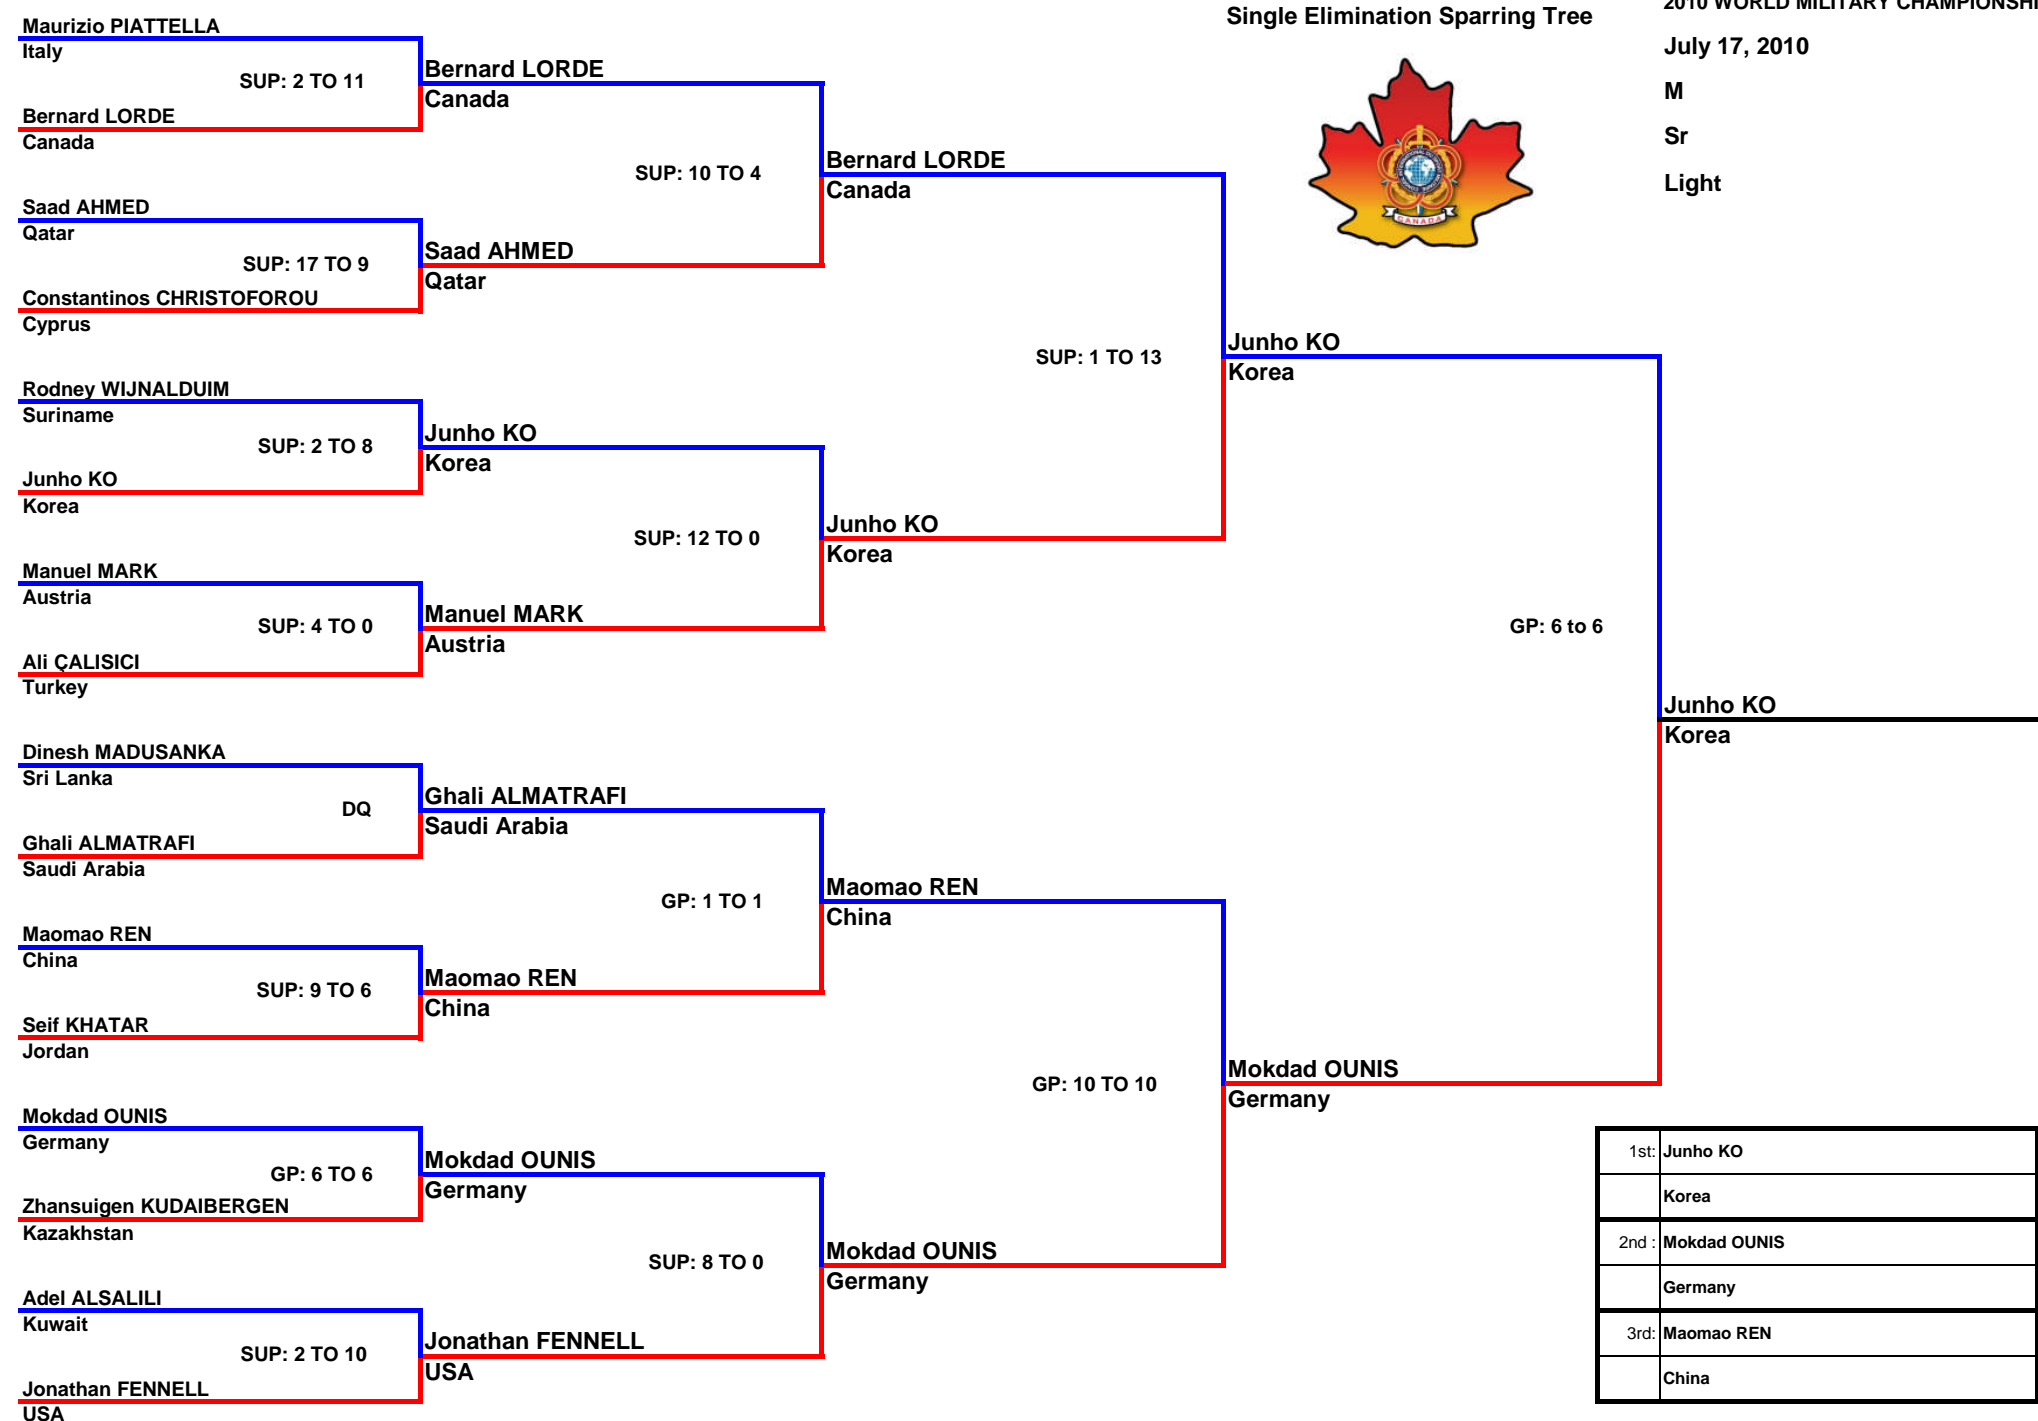 Single Elimination Sparring Tree
2010 WORLD MILITARY CHAMPIONSHI
July 17, 2010
M
Sr
Light
CANADA
Maurizio PIATTELLA
Italy
SUP: 2 TO 11
Bernard LORDE
Canada
Saad AHMED
Qatar
SUP: 17 TO 9
Constantinos CHRISTOFOROU
Cyprus
Rodney WIJNALDUIM
Suriname
SUP: 2 TO 8
Junho KO
Korea
Manuel MARK
Austria
SUP: 4 TO 0
Ali ÇALISICI
Turkey
Dinesh MADUSANKA
Sri Lanka
DQ
Ghali ALMATRAFI
Saudi Arabia
Maomao REN
China
SUP: 9 TO 6
Seif KHATAR
Jordan
Mokdad OUNIS
Germany
GP: 6 TO 6
Zhansuigen KUDAIBERGEN
Kazakhstan
Adel ALSALILI
Kuwait
SUP: 2 TO 10
Jonathan FENNELL
USA
Bernard LORDE
Canada
SUP: 10 TO 4
Saad AHMED
Qatar
Junho KO
Korea
SUP: 12 TO 0
Manuel MARK
Austria
Ghali ALMATRAFI
Saudi Arabia
GP: 1 TO 1
Maomao REN
China
Mokdad OUNIS
Germany
SUP: 8 TO 0
Jonathan FENNELL
USA
Bernard LORDE
Canada
SUP: 1 TO 13
Junho KO
Korea
Maomao REN
China
GP: 10 TO 10
Mokdad OUNIS
Germany
Junho KO
Korea
GP: 6 to 6
Mokdad OUNIS
Germany
Junho KO
Korea
1st: Junho KO
Korea
2nd : Mokdad OUNIS
Germany
3rd: Maomao REN
China